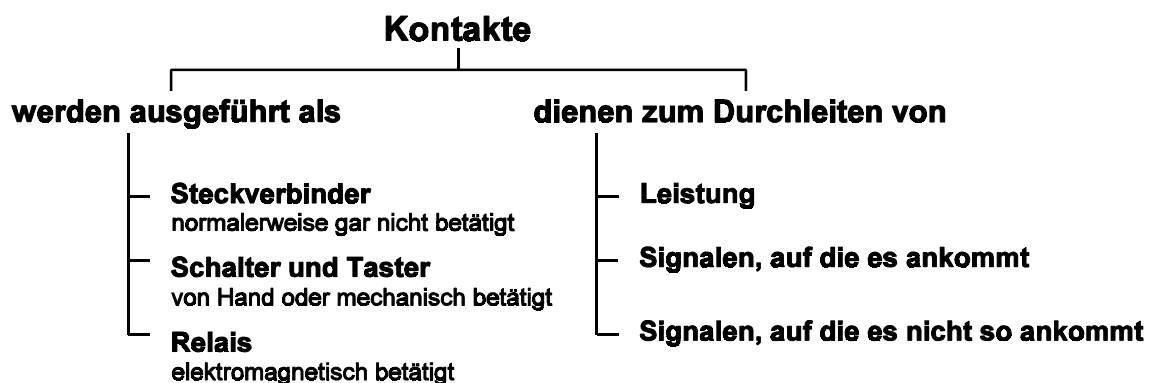 Kontakte
werden ausgeführt als
Steckverbinder
normalerweise gar nicht betätigt
Schalter und Taster
von Hand oder mechanisch betätigt
Relais
elektromagnetisch betätigt
dienen zum Durchleiten von
Leistung
Signalen, auf die es ankommt
Signalen, auf die es nicht so ankommt